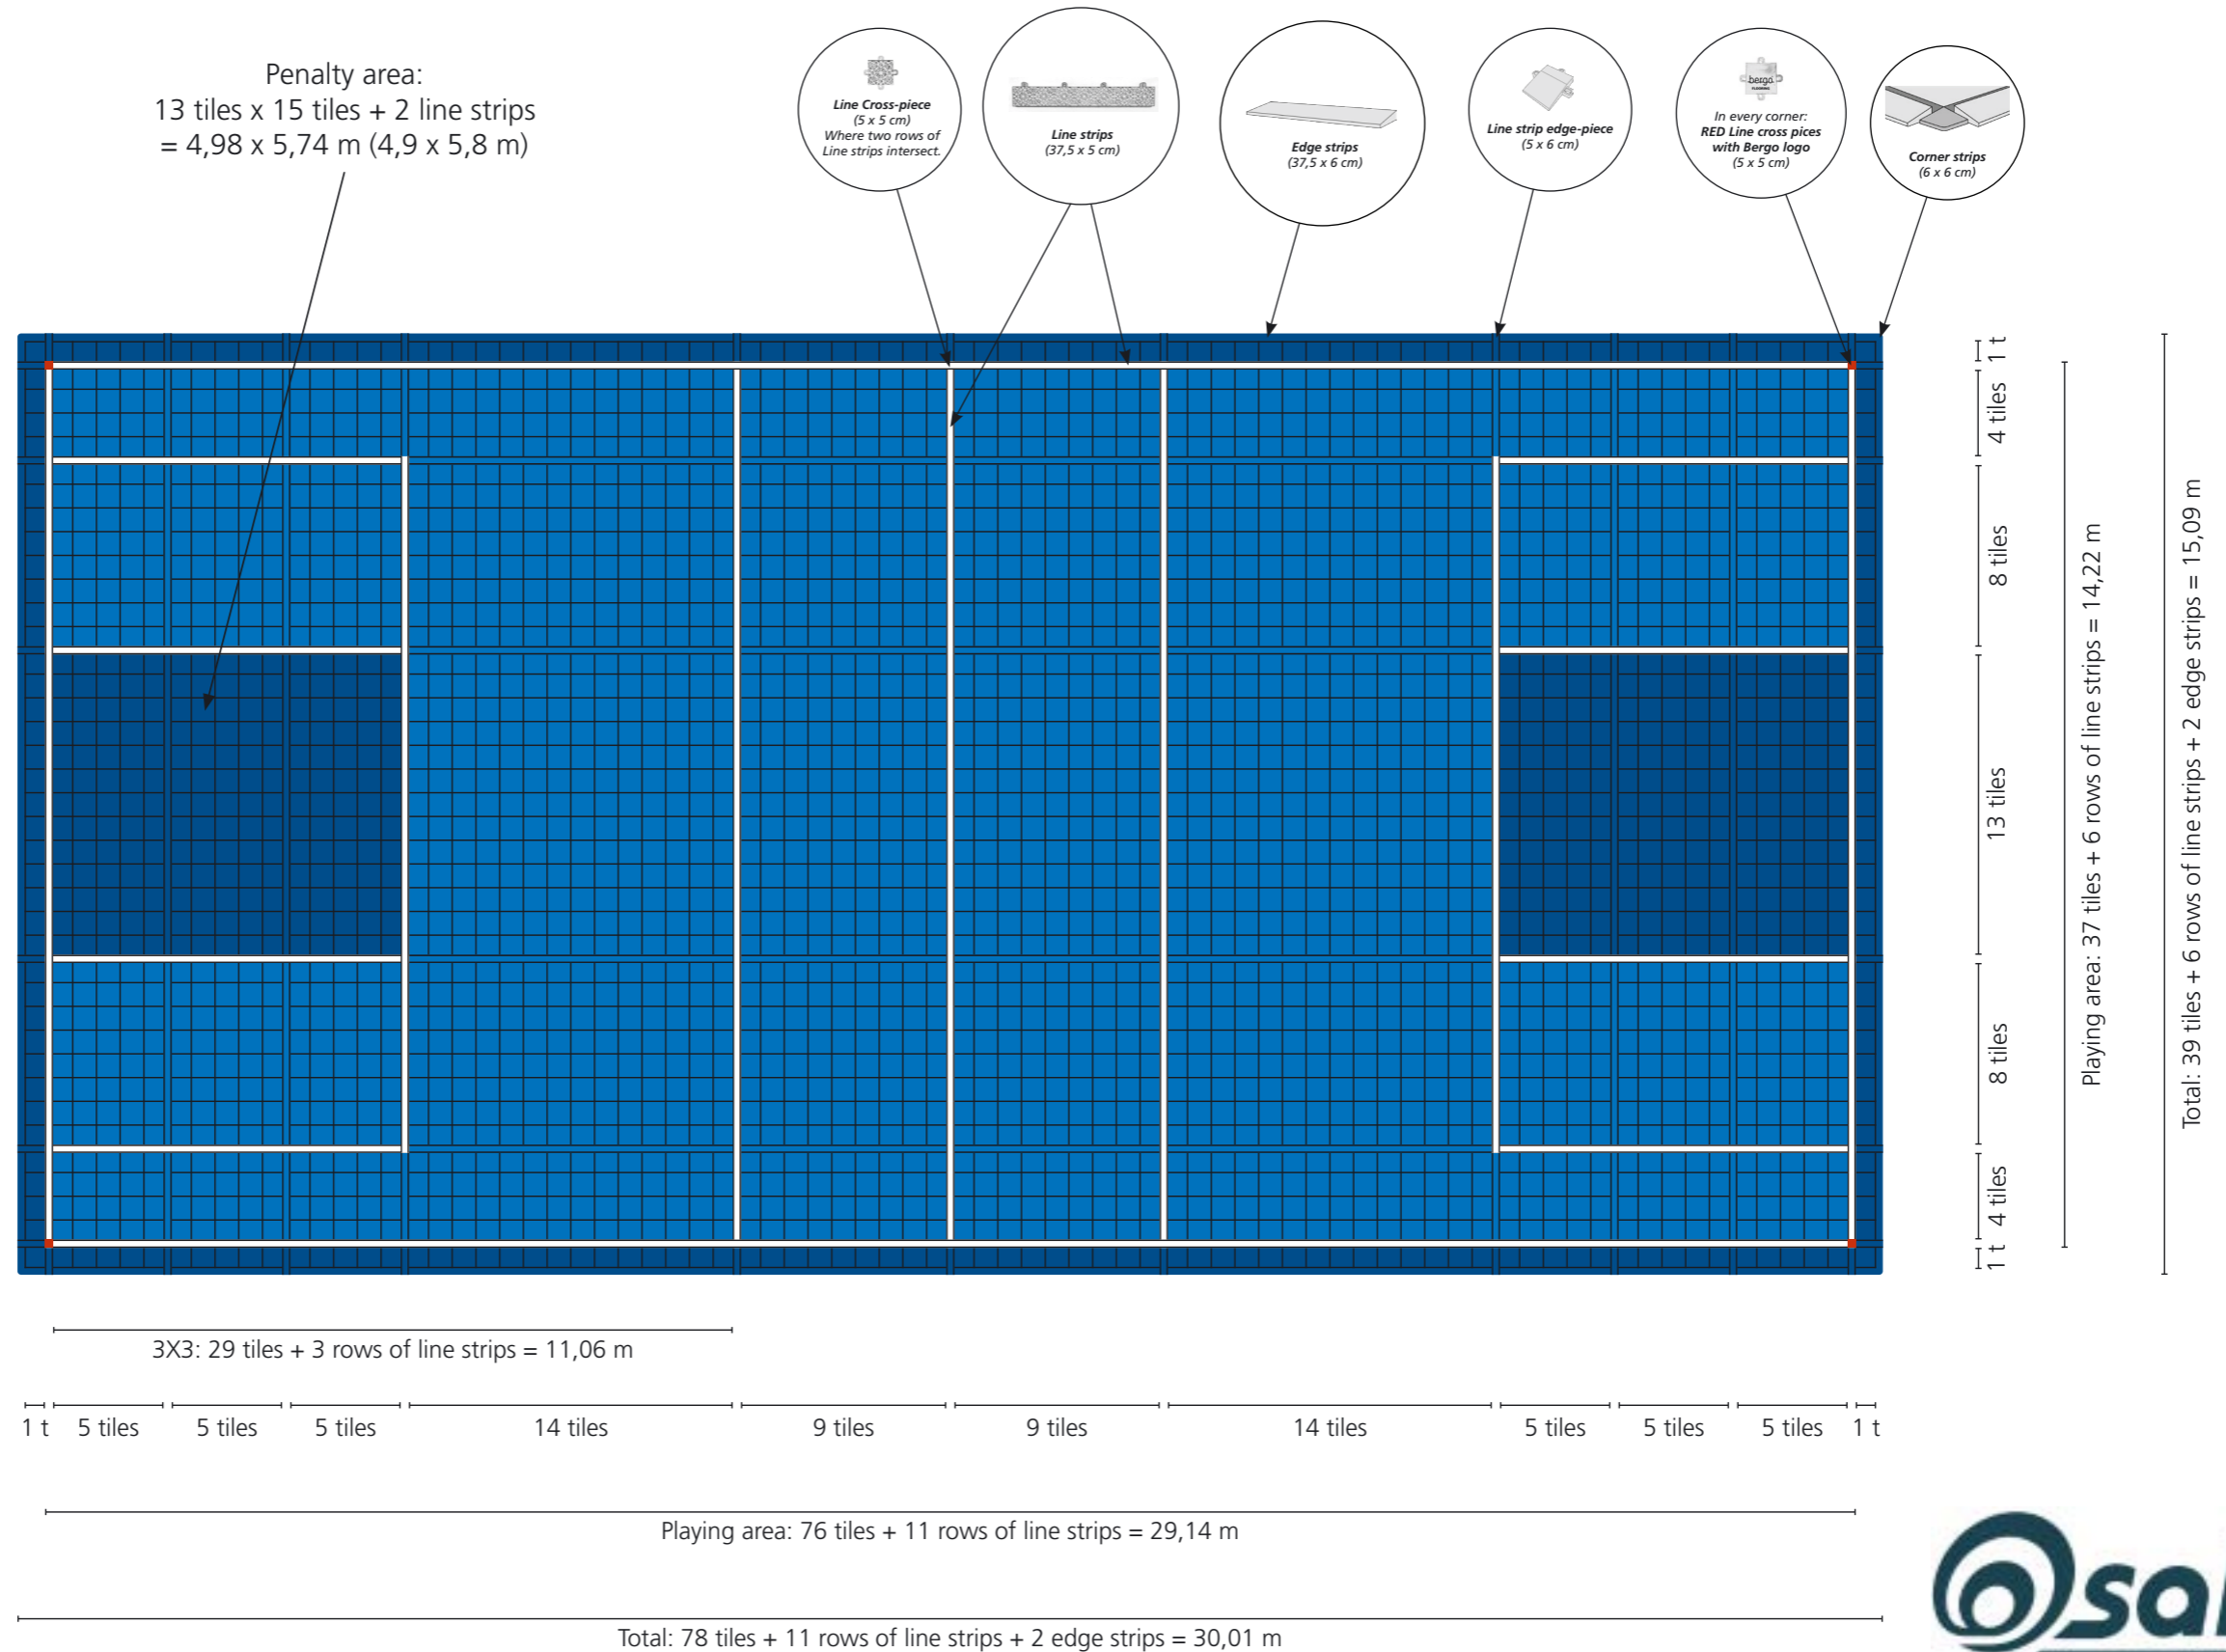 Penalty area:
13 tiles x 15 tiles + 2 line strips
= 4,98 x 5,74 m (4,9 x 5,8 m)
Line Cross-piece
(5 x 5 cm)
Where two rows of
Line strips intersect.
Line strips
(37,5 x 5 cm)
Edge strips
(37,5 x 6 cm)
Line strip edge-piece
(5 x 6 cm)
bergo
FLOORING
In every corner:
RED Line cross pices
with Bergo logo
(5 x 5 cm)
Corner strips
(6 x 6 cm)
1 t
4 tiles
8 tiles
13 tiles
8 tiles
4 tiles
1 t
Playing area: 37 tiles + 6 rows of line strips = 14,22 m
Total: 39 tiles + 6 rows of line strips + 2 edge strips = 15,09 m
3X3: 29 tiles + 3 rows of line strips = 11,06 m
1 t 5 tiles 5 tiles 5 tiles 14 tiles 9 tiles 9 tiles 14 tiles 5 tiles 5 tiles 5 tiles 1 t
Playing area: 76 tiles + 11 rows of line strips = 29,14 m
Total: 78 tiles + 11 rows of line strips + 2 edge strips = 30,01 m